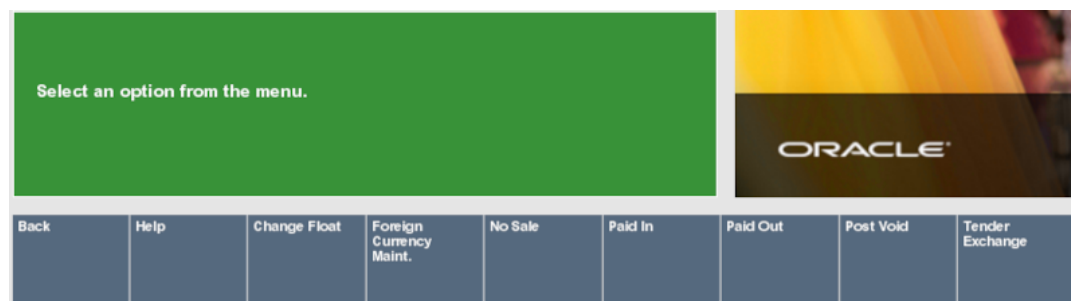 Select an option from the menu.
ORACLE
Back
Help
Change Float
Foreign
Currency
Maint.
No Sale
Paid In
Paid Out
Post Void
Tender
Exchange